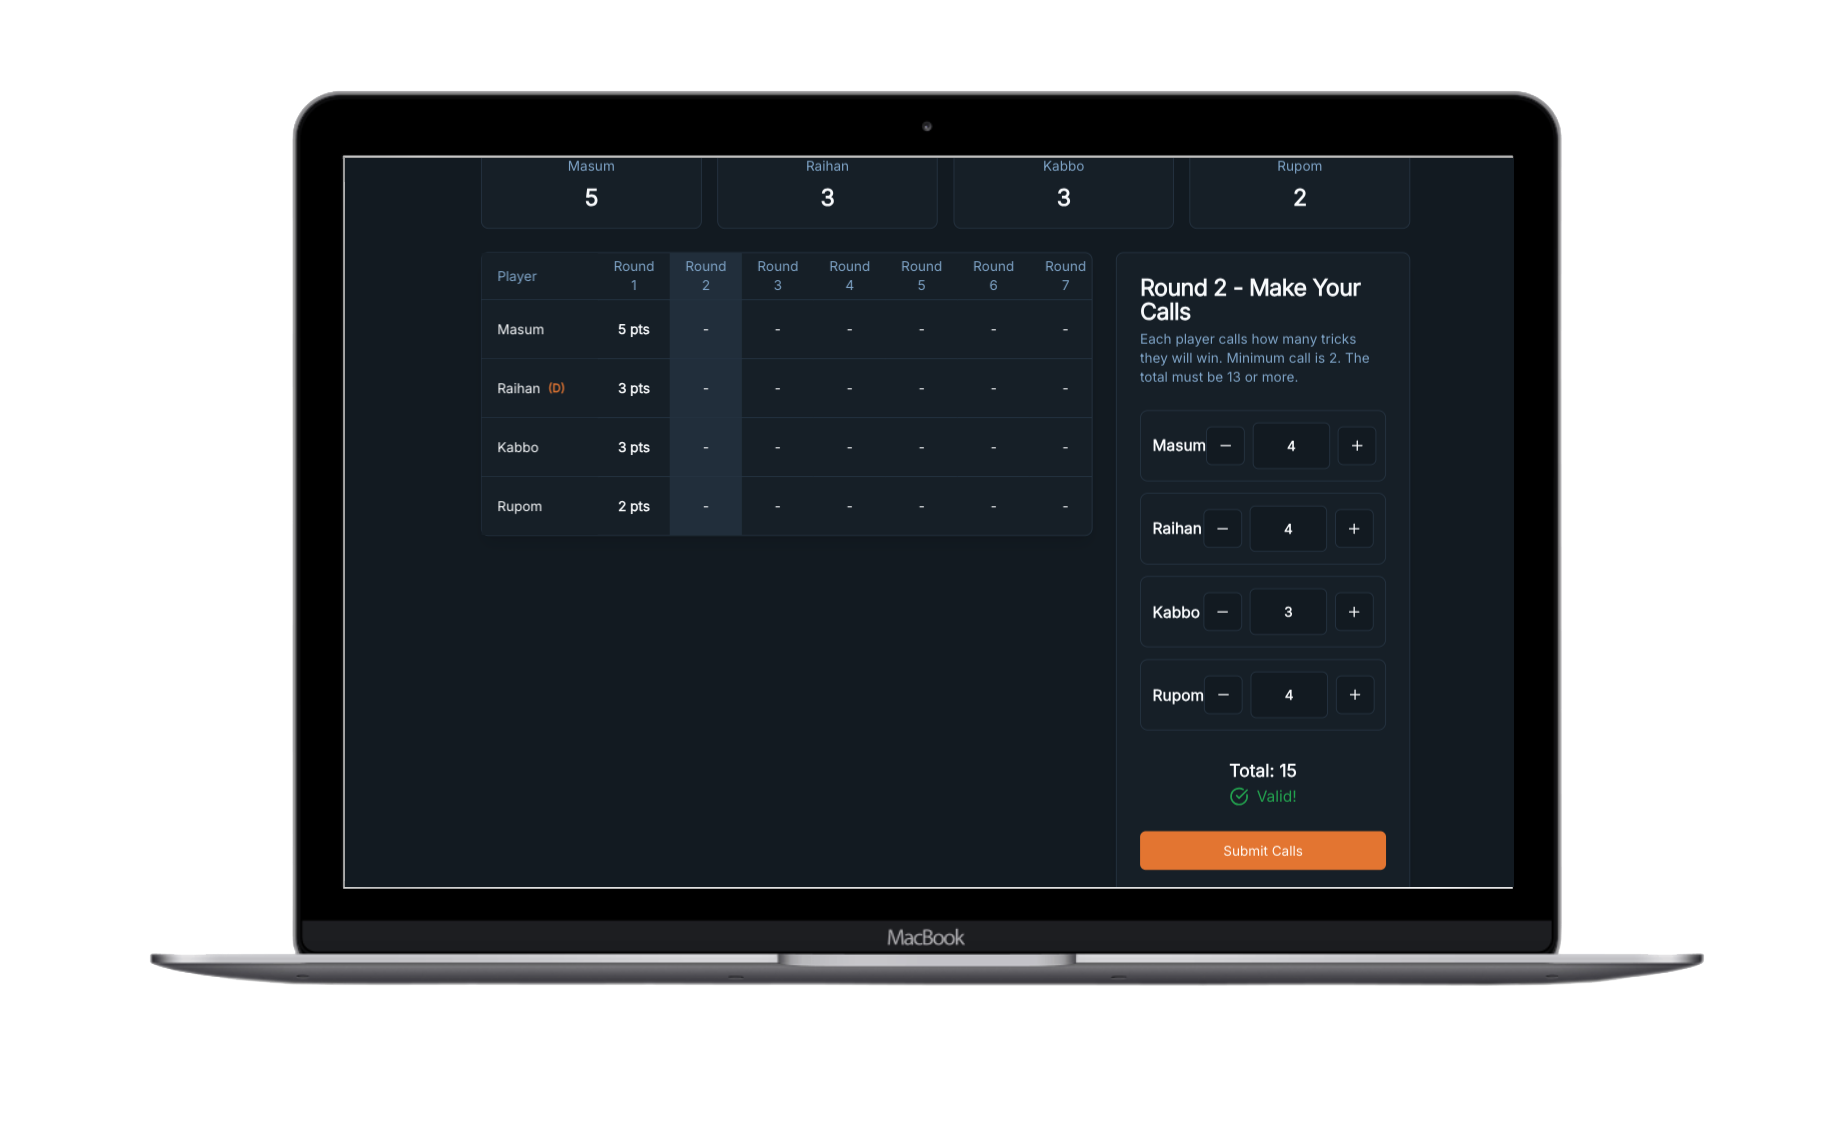 Masum
5
Raihan
3
Kabbo
3
Rupom
2
Player Round 1 Round 2 Round 3 Round 4 Round 5 Round 6 Round 7
Masum 5 pts - - - - - -
Raihan (D) 3 pts - - - - - -
Kabbo 3 pts - - - - - -
Rupom 2 pts - - - - - -
Round 2 - Make Your
Calls
Each player calls how many tricks
they will win. Minimum call is 2. The
total must be 13 or more.
Masum − 4 +
Raihan − 4 +
Kabbo − 3 +
Rupom − 4 +
Total: 15
Valid!
Submit Calls
MacBook